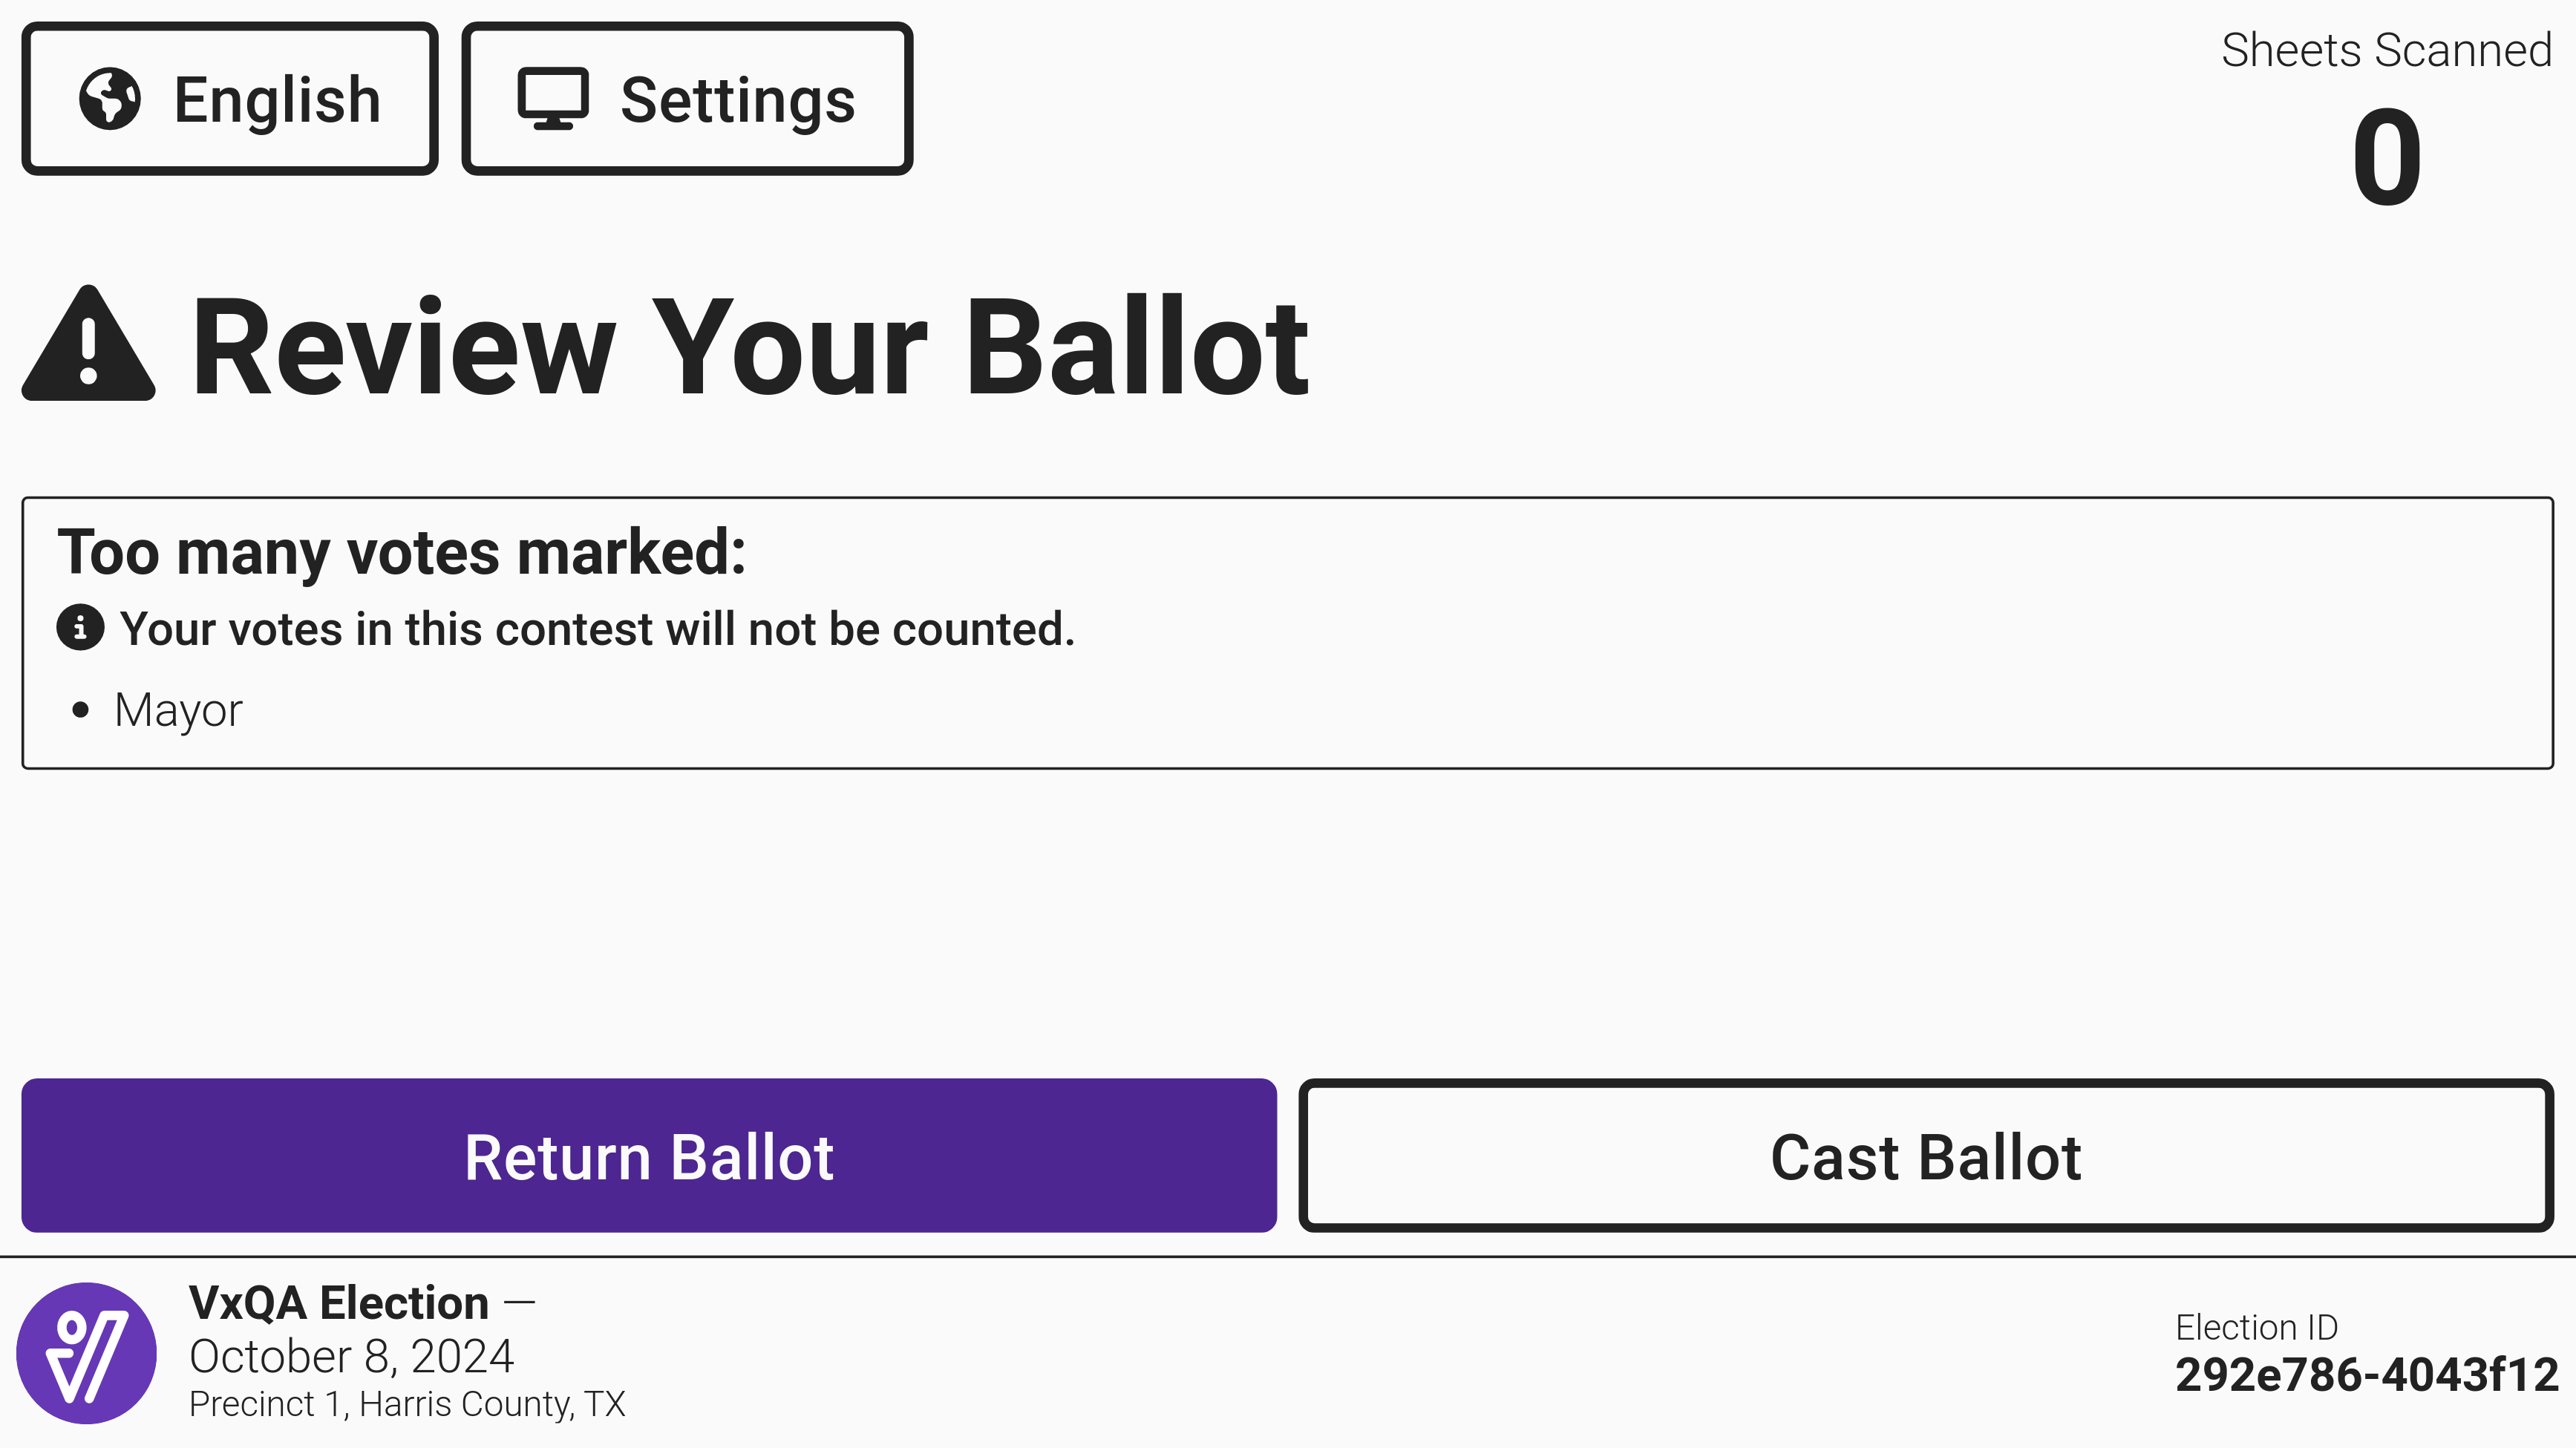 English
Settings
Sheets Scanned
0
Review Your Ballot
Too many votes marked:
Your votes in this contest will not be counted.
• Mayor
Return Ballot
Cast Ballot
VxQA Election —
October 8, 2024
Precinct 1, Harris County, TX
Election ID
292e786-4043f12